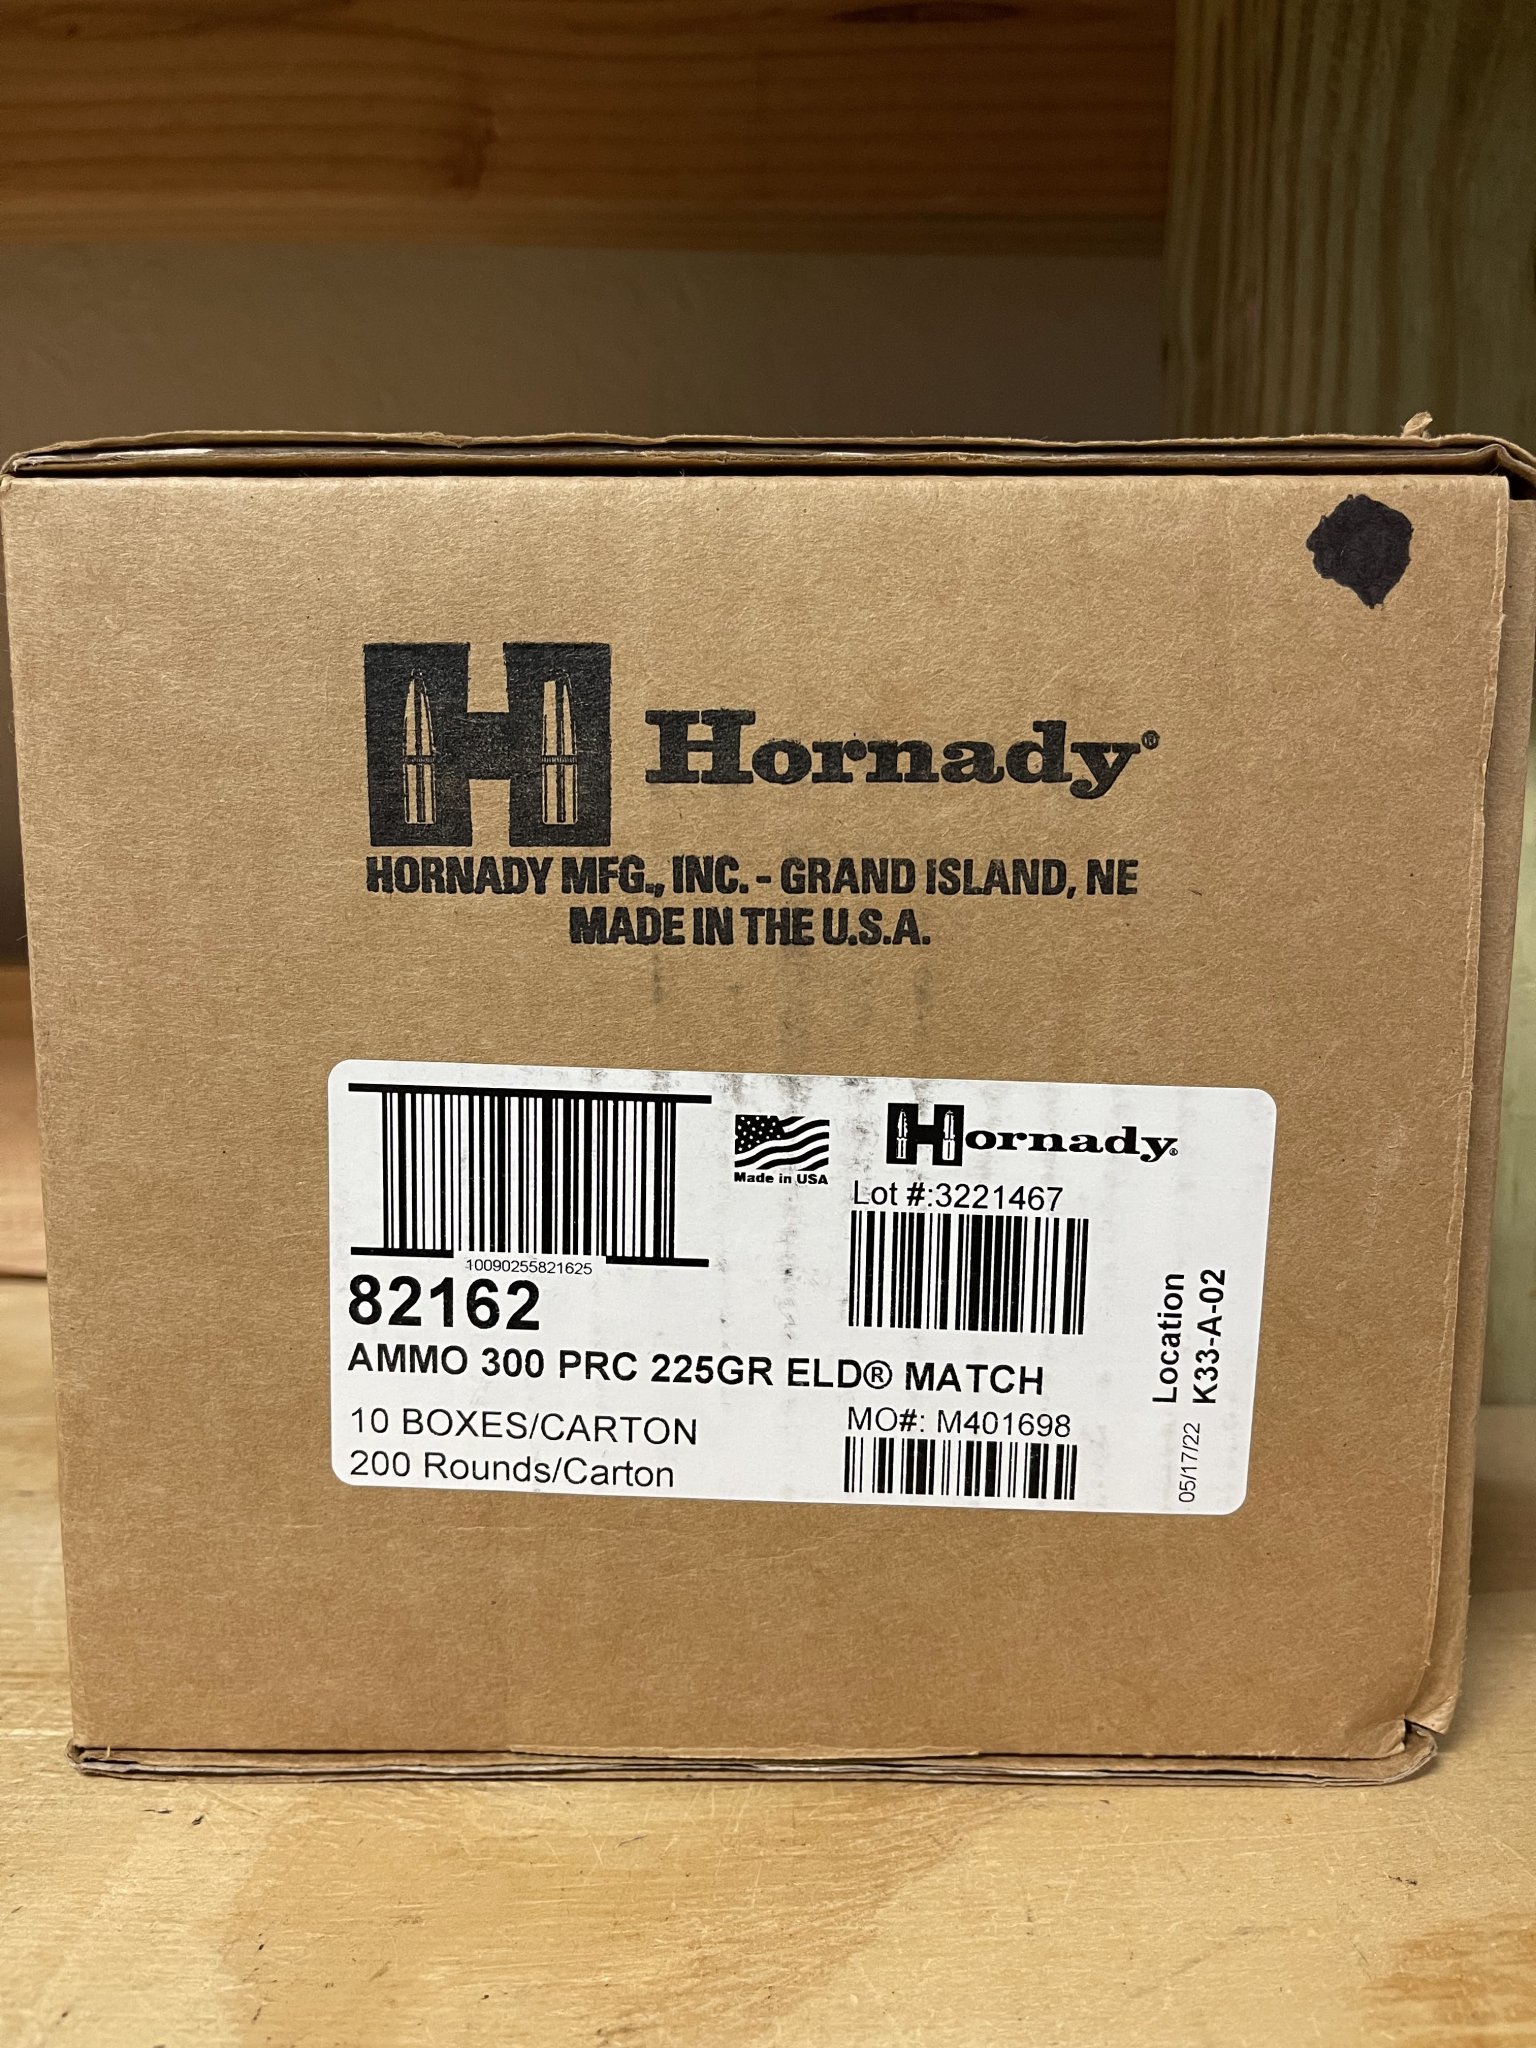 Hornady®
HORNADY MFG., INC. - GRAND ISLAND, NE
MADE IN THE U.S.A.
10090255821625
Made in USA
Hornady®
Lot #:3221467
82162
AMMO 300 PRC 225GR ELD® MATCH
10 BOXES/CARTON
200 Rounds/Carton
MO#: M401698
Location
K33-A-02
05/17/22